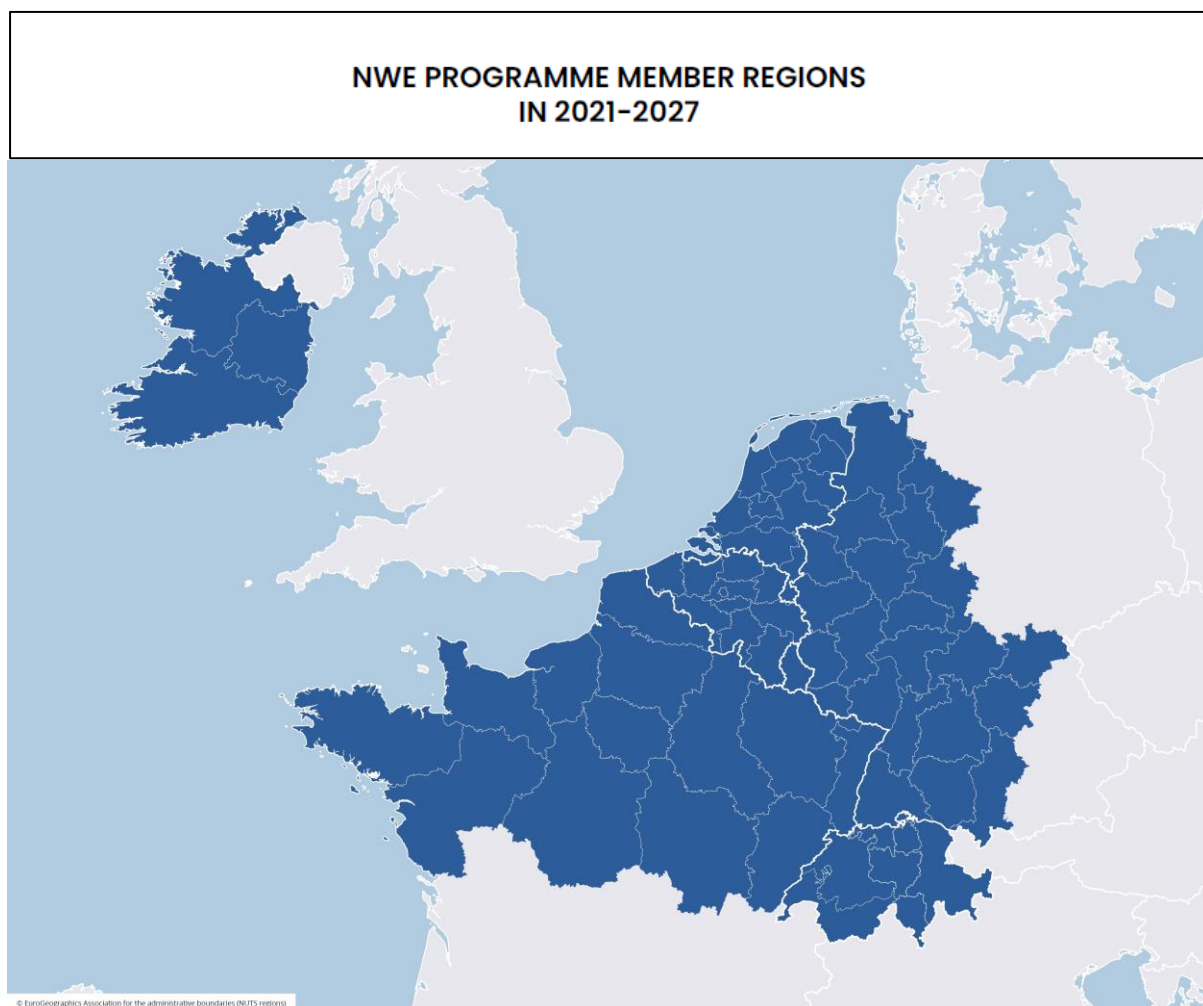 NWE PROGRAMME MEMBER REGIONS
IN 2021-2027
© EuroGeographics Association for the administrative boundaries (NUTS regions)